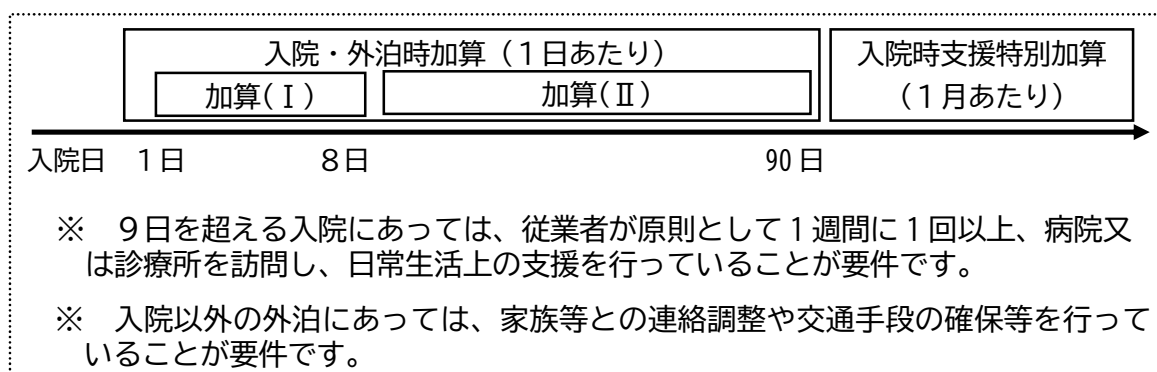 入院・外泊時加算（１日あたり）
加算(Ⅰ)
加算(Ⅱ)
入院時支援特別加算
（１月あたり）
入院日　１日　８日　90日
※　９日を超える入院にあっては、従業者が原則として１週間に１回以上、病院又
は診療所を訪問し、日常生活上の支援を行っていることが要件です。
※　入院以外の外泊にあっては、家族等との連絡調整や交通手段の確保等を行って
いることが要件です。